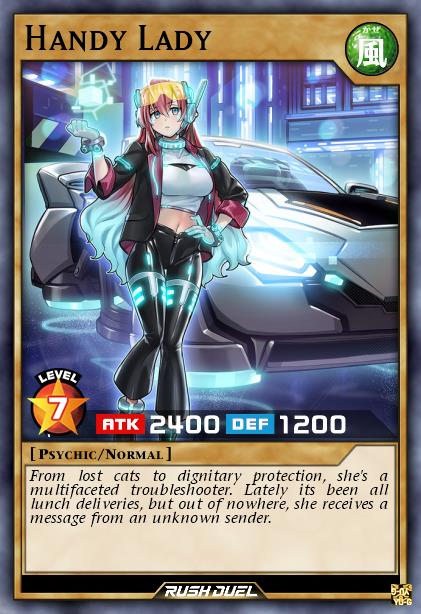 Handy Lady
かぜ
風
LEVEL
7
ATK 2400 DEF 1200
[Psychic/Normal]
From lost cats to dignitary protection, she's a
multifaceted troubleshooter. Lately its been all
lunch deliveries, but out of nowhere, she receives a
message from an unknown sender.
RUSH DUEL